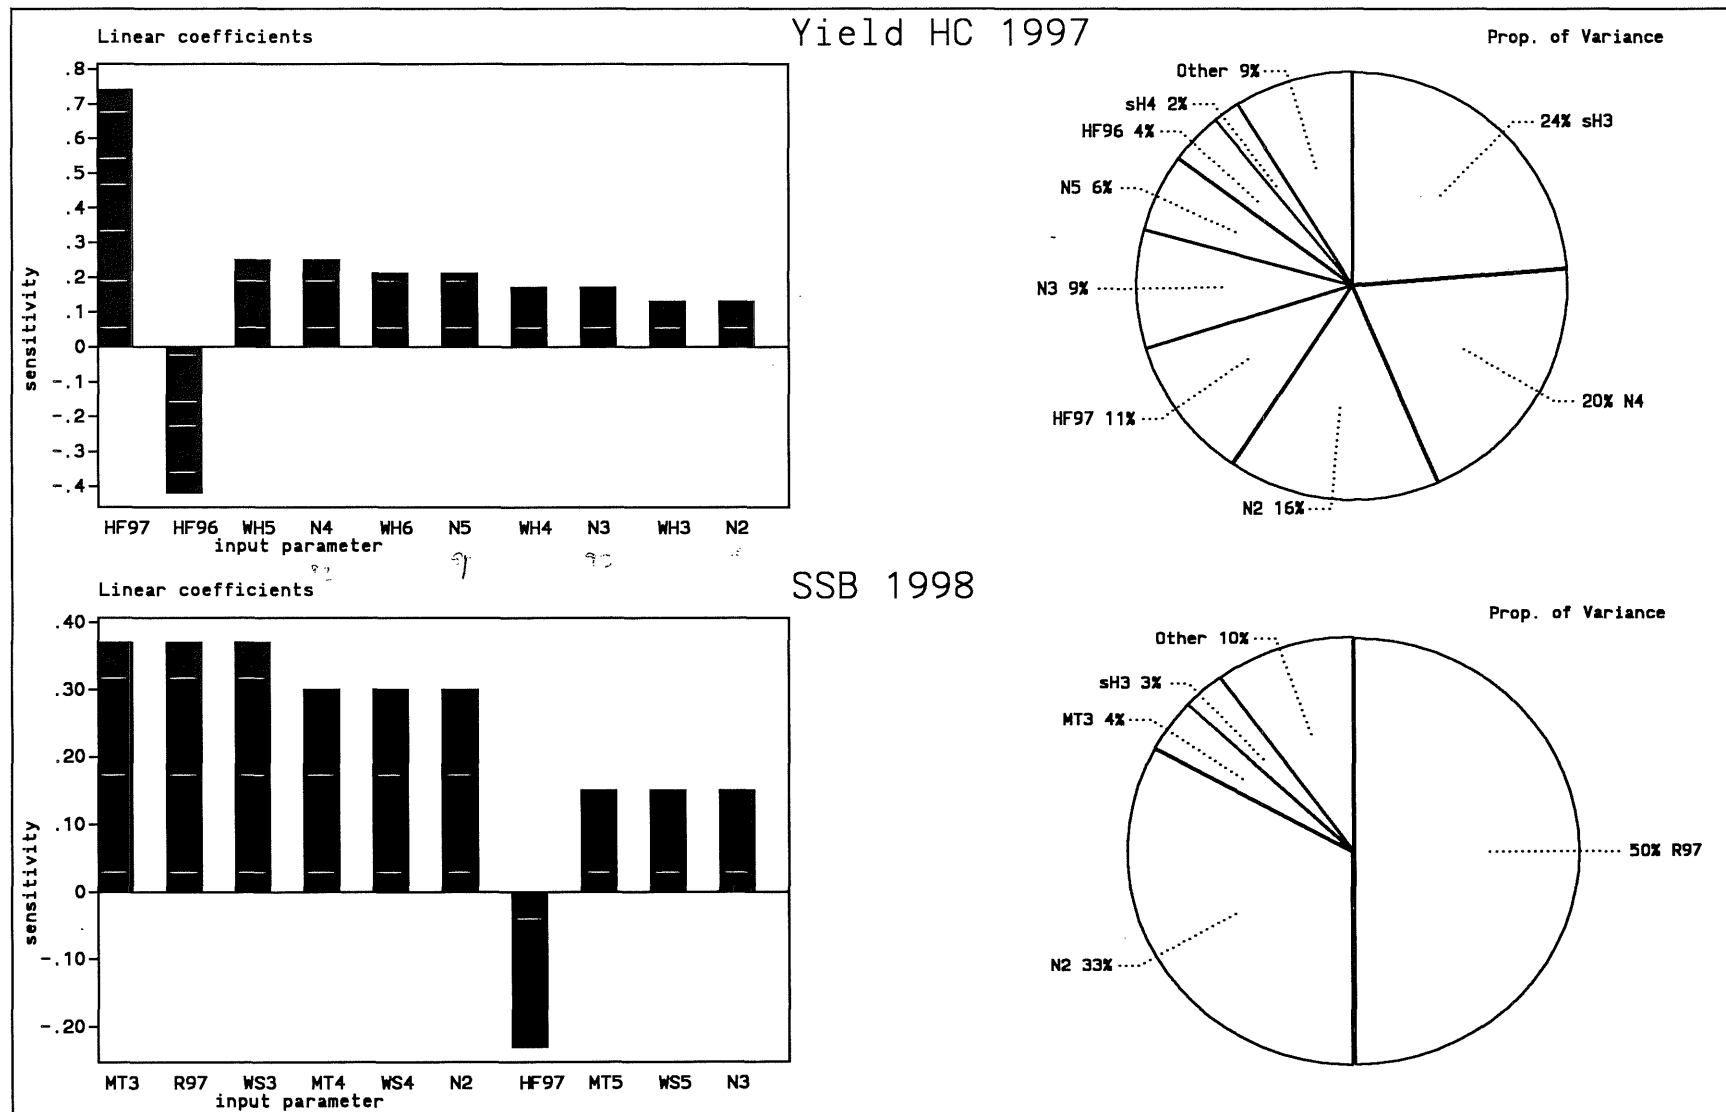 Yield HC 1997
Linear coefficients
.8
.7
.6
.5
.4
.3
.2
.1
0
-.1
-.2
-.3
-.4
sensitivity
HF97 HF96 WH5 N4 WH6 N5 WH4 N3 WH3 N2
input parameter
Prop. of Variance
Other 9%
sH4 2%
HF96 4%
N5 6%
N3 9%
HF97 11%
N2 16%
24% sH3
20% N4
SSB 1998
Linear coefficients
.40
.30
.20
.10
0
-.10
-.20
sensitivity
MT3 R97 WS3 MT4 WS4 N2 HF97 MT5 WS5 N3
input parameter
Prop. of Variance
Other 10%
sH3 3%
MT3 4%
N2 33%
50% R97